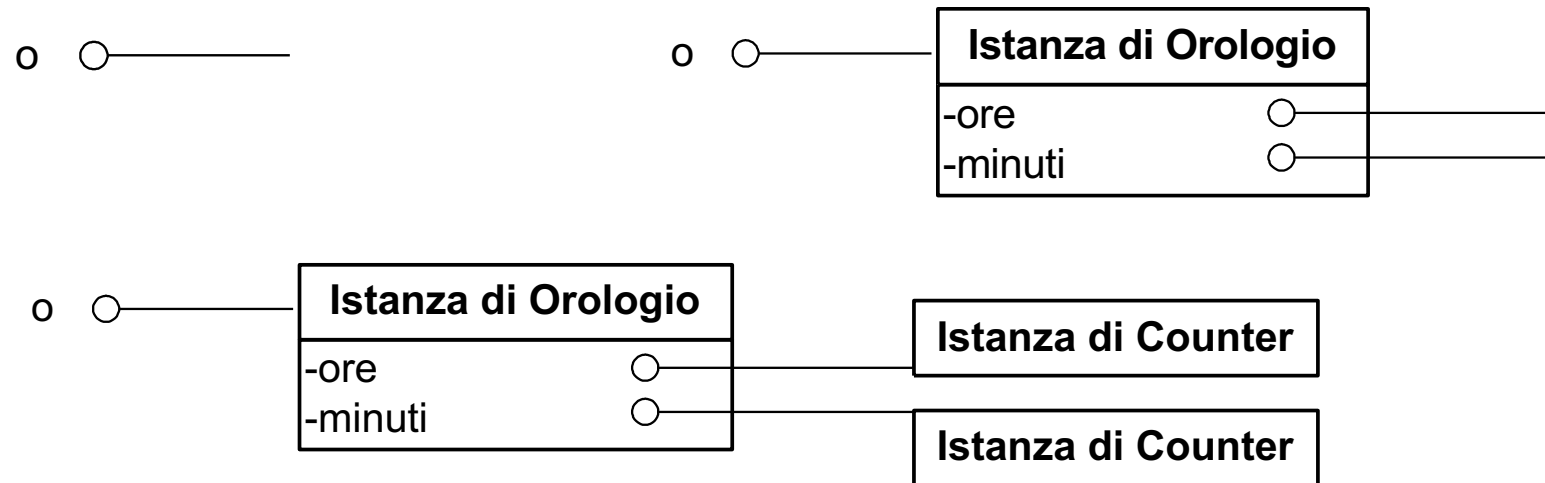 o
o
Istanza di Orologio
-ore
-minuti
o
Istanza di Orologio
-ore
-minuti
Istanza di Counter
Istanza di Counter